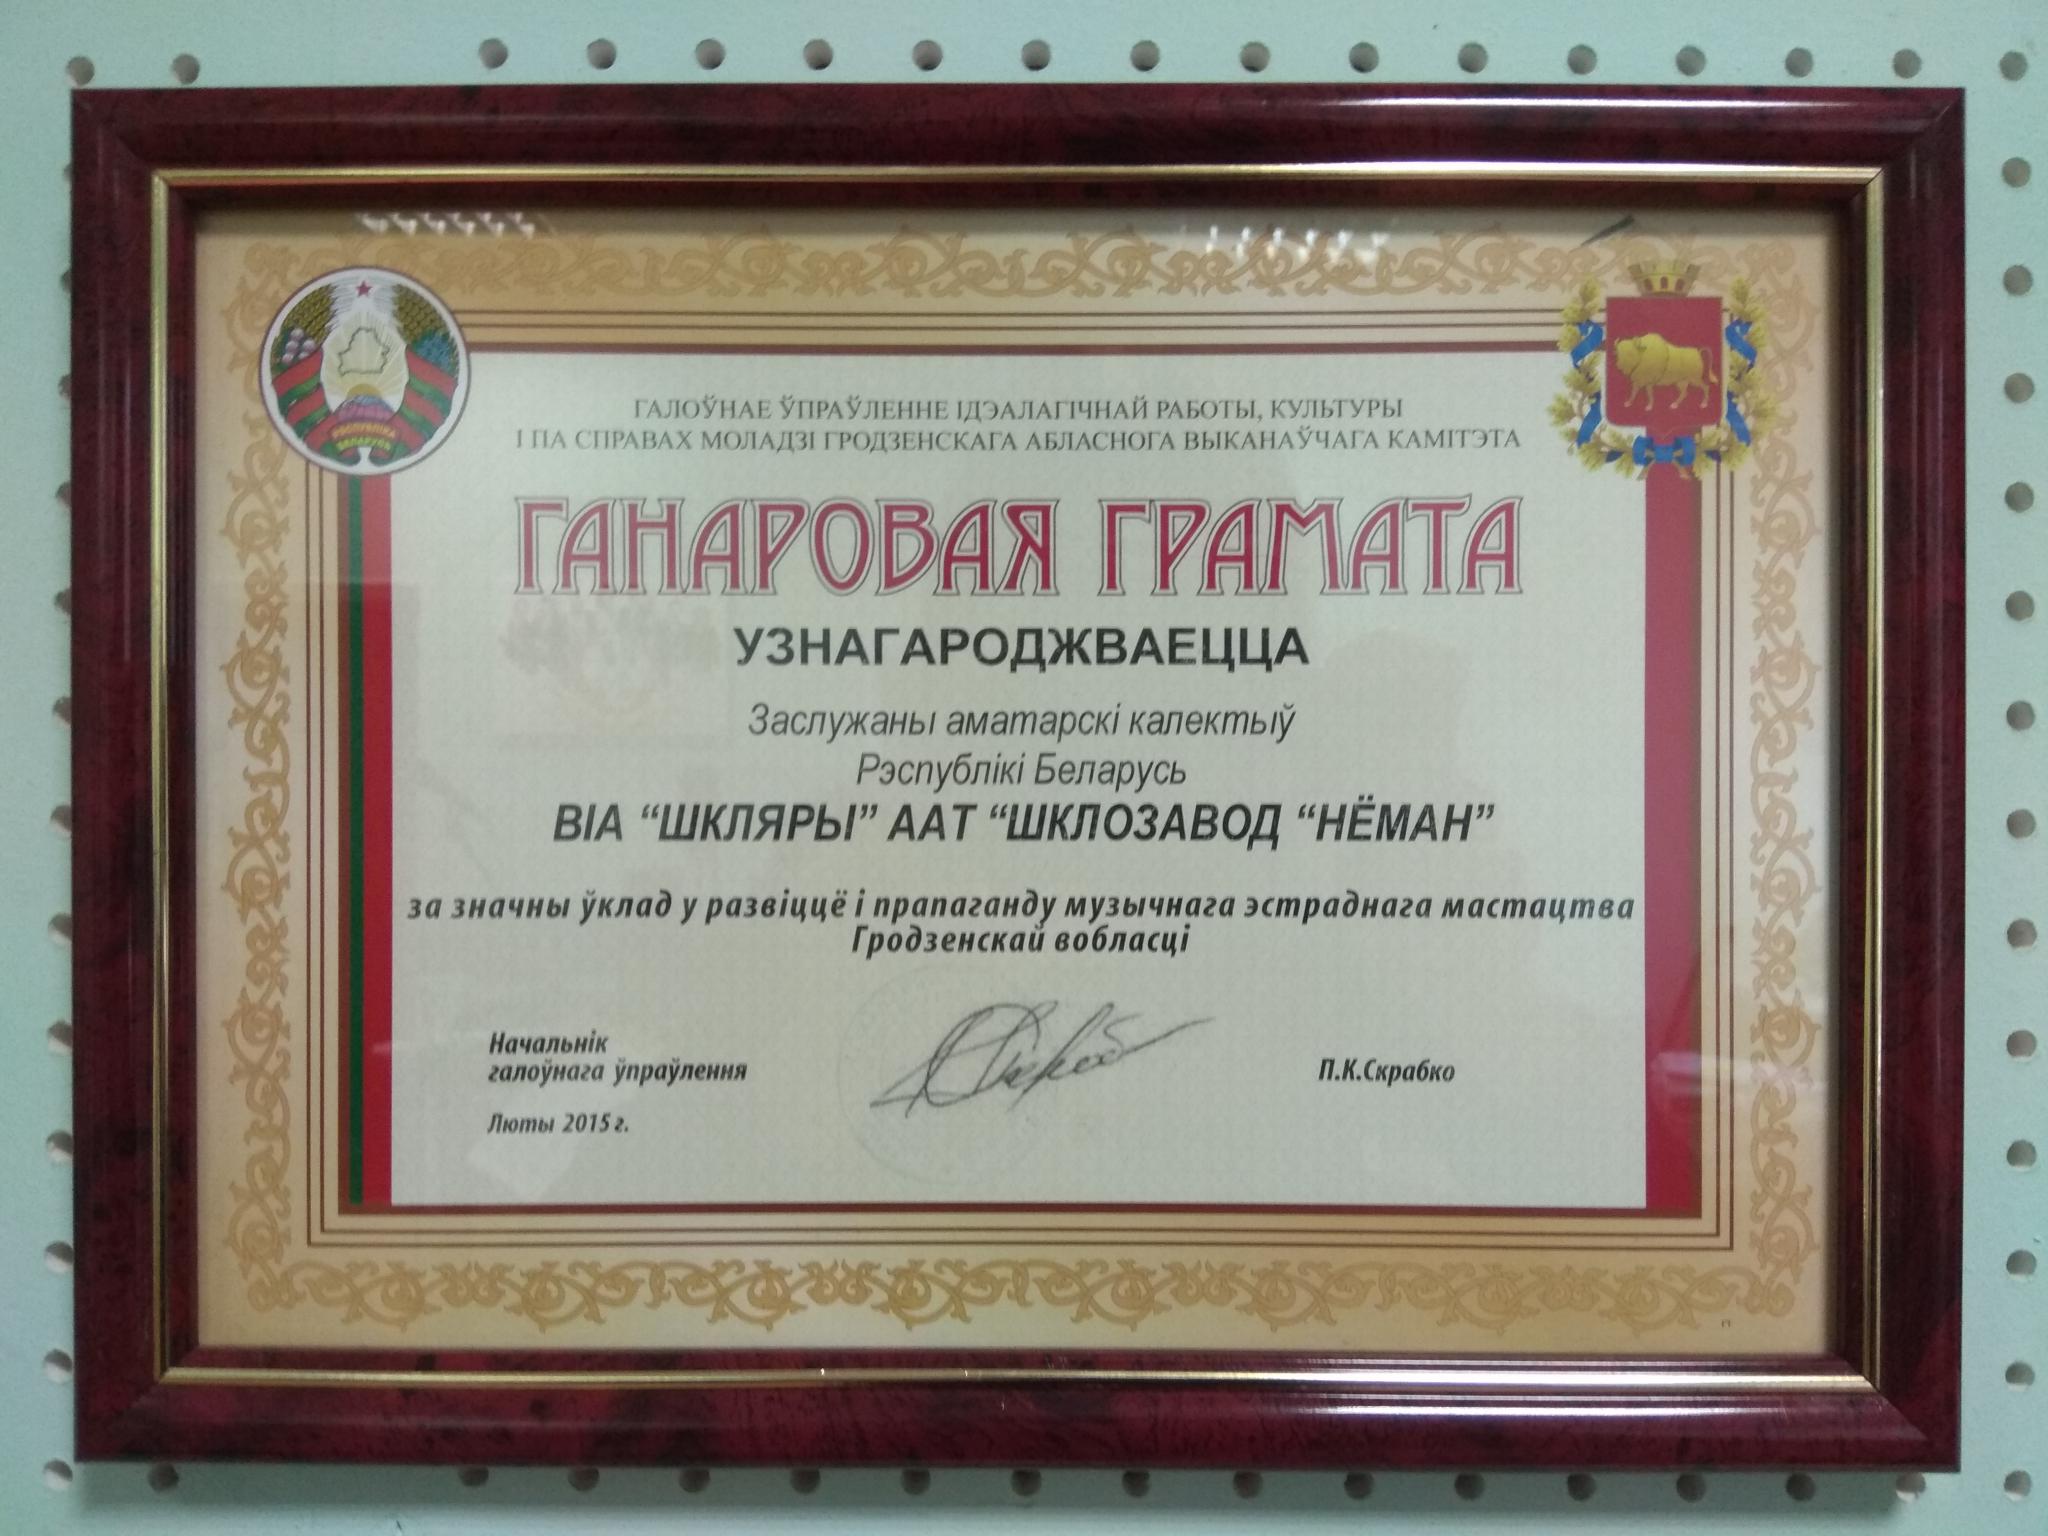 ГАЛОЎНАЕ ЎПРАЎЛЕННЕ ІДЭАЛАГІЧНАЙ РАБОТЫ, КУЛЬТУРЫ
І ПА СПРАВАХ МОЛАДЗІ ГРОДЗЕНСКАГА АБЛАСНОГА ВЫКАНАЎЧАГА КАМІТЭТА
ГАНАРОВАЯ ГРАМАТА
УЗНАГАРОДЖВАЕЦЦА
Заслужаны аматарскі калектыў
Рэспублікі Беларусь
ВІА “ШКЛЯРЫ” ААТ “ШКЛОЗАВОД “НЁМАН”
за значны ўклад у развіццё і прапаганду музычнага эстраднага мастацтва
Гродзенскай вобласці
Начальнік
галоўнага ўпраўлення
П.К.Скрабко
Люты 2015 г.
РЭСПУБЛІКА
БЕЛАРУСЬ